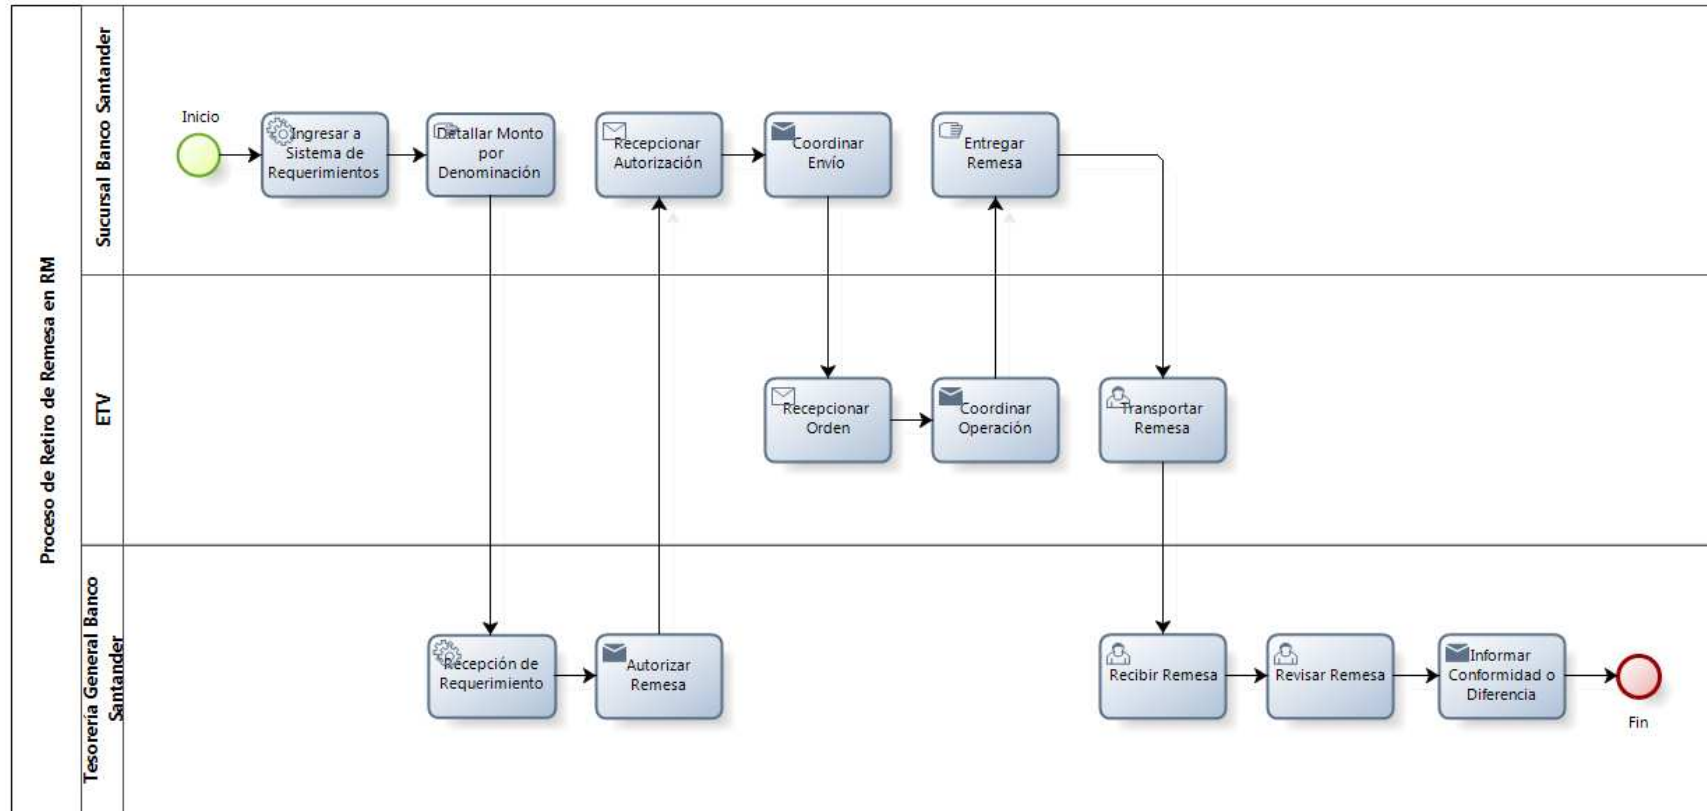 Proceso de Retiro de Remesa en RM
Sucursal Banco Santander
Inicio
Ingresar a
Sistema de
Requerimientos
Detallar Monto
por
Denominación
Recepcionar
Autorización
Coordinar
Envío
Entregar
Remesa
ETV
Recepcionar
Orden
Coordinar
Operación
Transportar
Remesa
Tesorería General Banco
Santander
Recepción de
Requerimiento
Autorizar
Remesa
Recibir Remesa
Revisar Remesa
Informar
Conformidad o
Diferencia
Fin